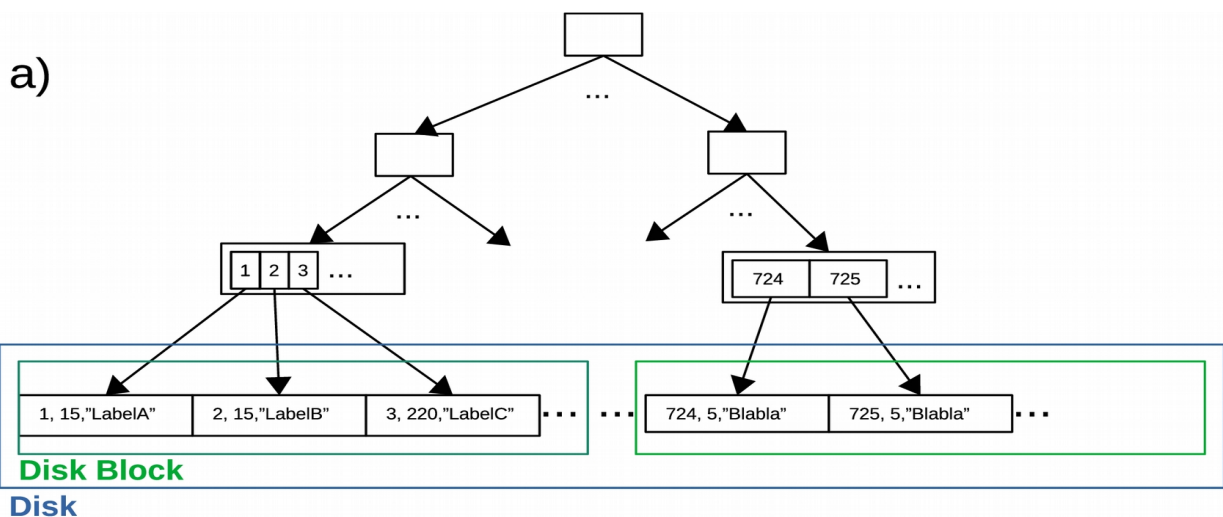 a)
...
... ...
1 2 3 ... 724 725 ...
1, 15,”LabelA” 2, 15,”LabelB” 3, 220,”LabelC” ... ... 724, 5,”Blabla” 725, 5,”Blabla” ...
Disk Block
Disk